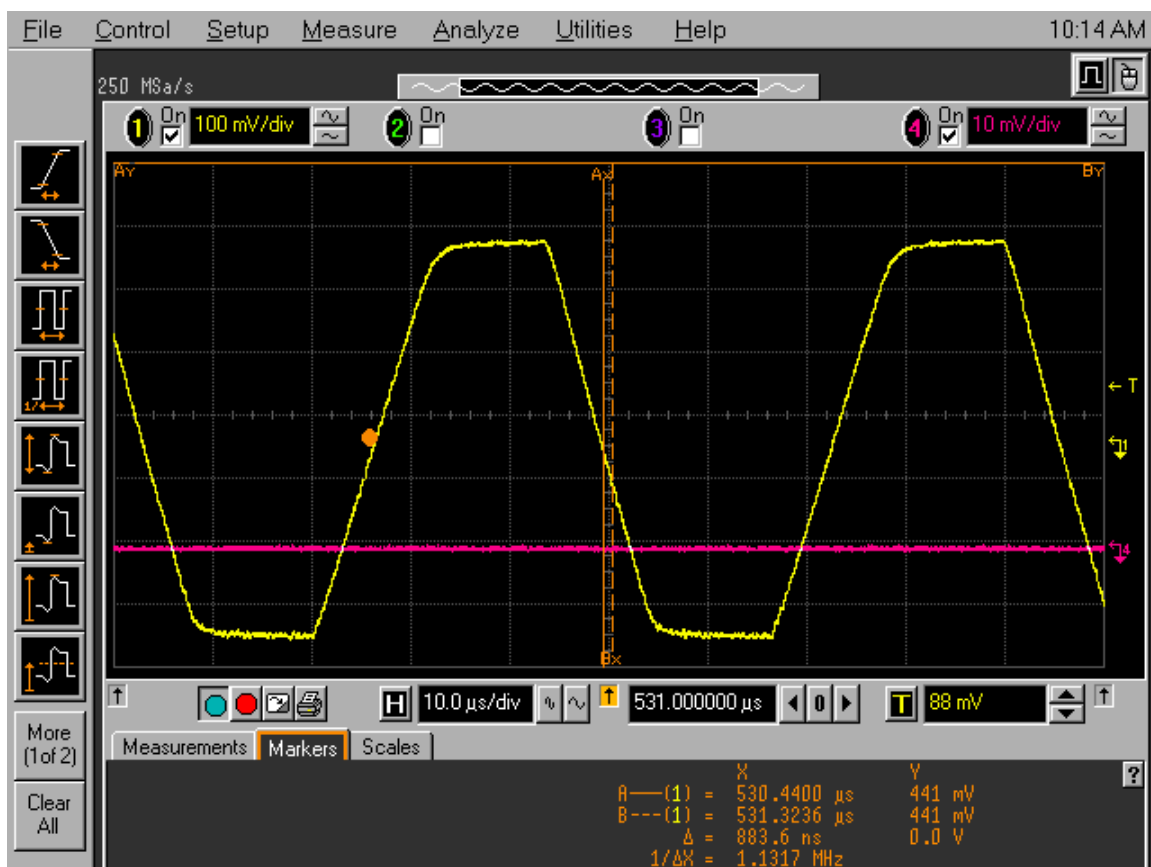 File Control Setup Measure Analyze Utilities Help 10:14 AM
250 MSa/s
1 On 100 mV/div 2 On 3 On 4 On 10 mV/div
AY Ax BY
T
1
4
1/
Bx
More
(1of 2)
Clear
All
H 10.0 µs/div 531.000000 µs 0 T 88 mV
Measurements Markers Scales
?
X Y
A——(1) = 530.4400 µs 441 mV
B---(1) = 531.3236 µs 441 mV
Δ = 883.6 ns 0.0 V
1/ΔX = 1.1317 MHz